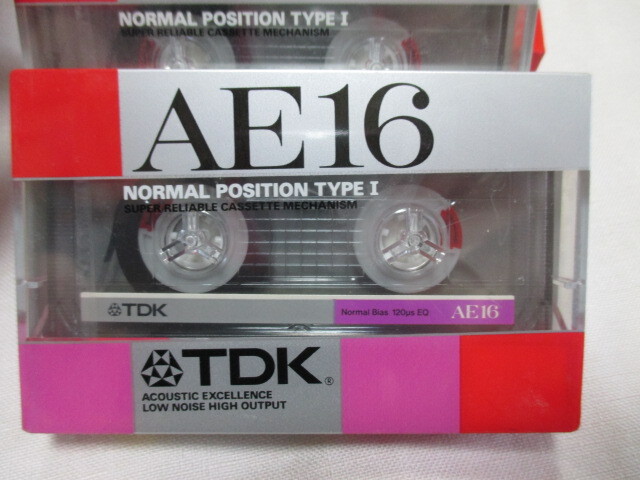 NORMAL POSITION TYPE I
SUPER RELIABLE CASSETTE MECHANISM
AE16
NORMAL POSITION TYPE I
SUPER RELIABLE CASSETTE MECHANISM
TDK
Normal Bias 120µs EQ AE16
TDK®
ACOUSTIC EXCELLENCE
LOW NOISE HIGH OUTPUT